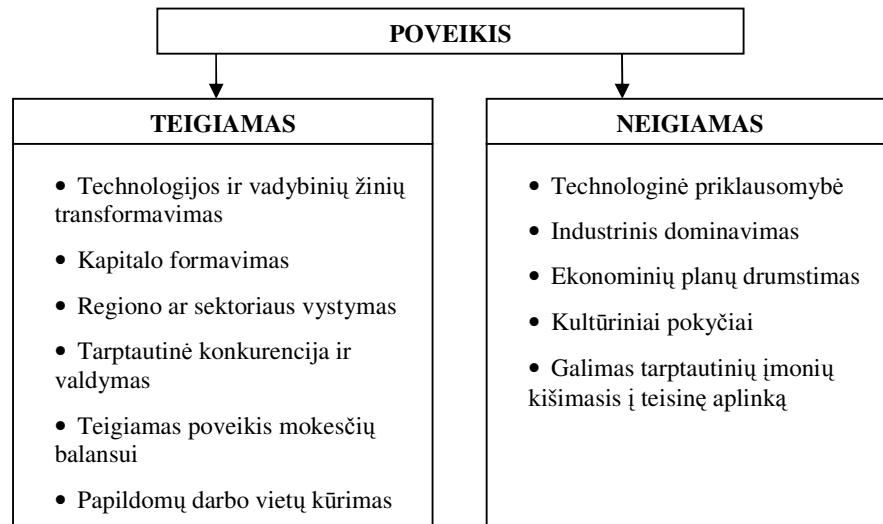 POVEIKIS
TEIGIAMAS
• Technologijos ir vadybinių žinių
transformavimas
• Kapitalo formavimas
• Regiono ar sektoriaus vystymas
• Tarptautinė konkurencija ir
valdymas
• Teigiamas poveikis mokesčių
balansui
• Papildomų darbo vietų kūrimas
NEIGIAMAS
• Technologinė priklausomybė
• Industrinis dominavimas
• Ekonominių planų drumstimas
• Kultūriniai pokyčiai
• Galimas tarptautinių įmonių
kišimasis į teisinę aplinką